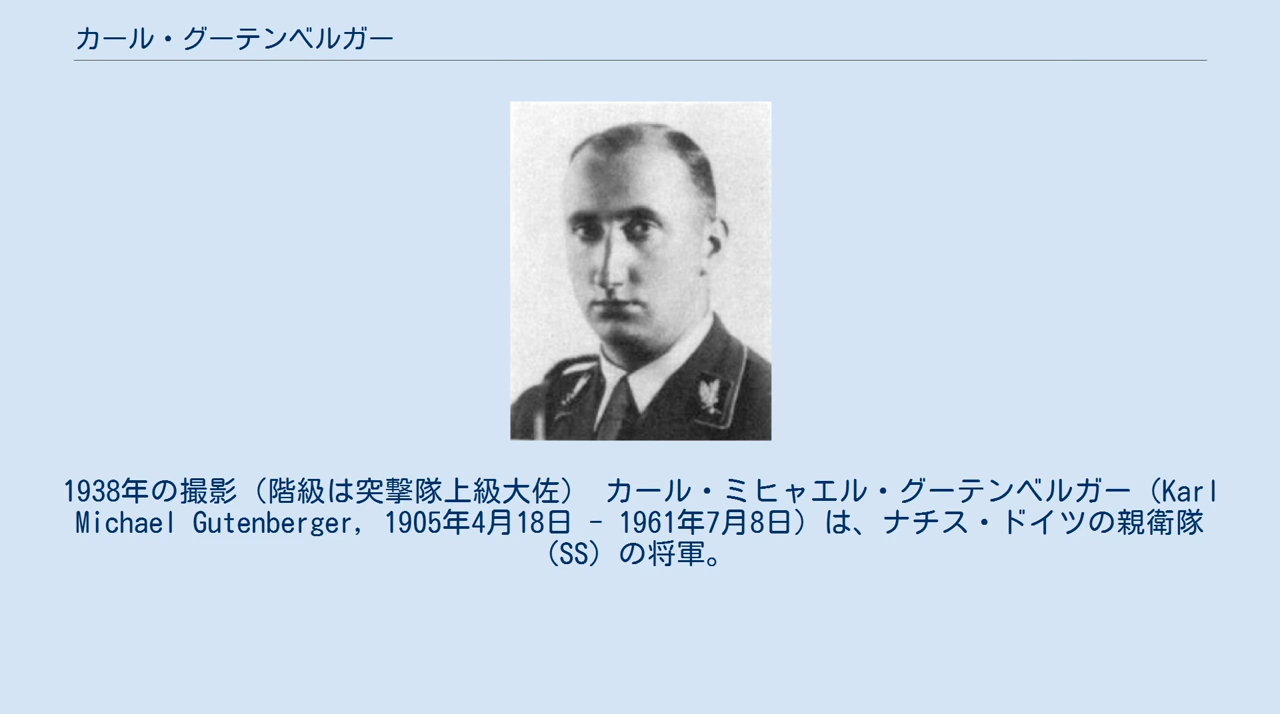 カール・グーテンベルガー
1938年の撮影（階級は突撃隊上級大佐） カール・ミヒャエル・グーテンベルガー（Karl
Michael Gutenberger, 1905年4月18日 - 1961年7月8日）は、ナチス・ドイツの親衛隊
（SS）の将軍。